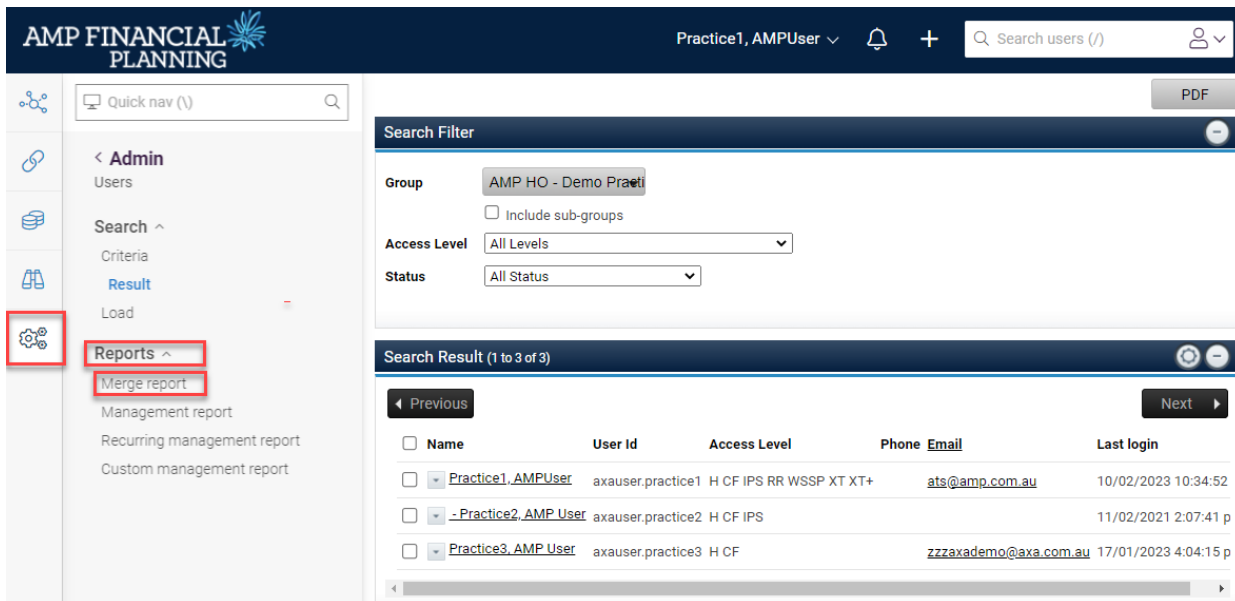 AMP FINANCIAL
PLANNING
Practice1, AMPUser
+
Search users (/)
Quick nav (\)
PDF
< Admin
Users
Search
Criteria
Result
Load
Reports
Merge report
Management report
Recurring management report
Custom management report
Search Filter
Group AMP HO - Demo Practi
Include sub-groups
Access Level All Levels
Status All Status
Search Result (1 to 3 of 3)
Previous Next
Name User Id Access Level Phone Email Last login
Practice1, AMPUser axauser.practice1 H CF IPS RR WSSP XT XT+ ats@amp.com.au 10/02/2023 10:34:52
- Practice2, AMP User axauser.practice2 H CF IPS 11/02/2021 2:07:41 p
Practice3, AMP User axauser.practice3 H CF zzzaxademo@axa.com.au 17/01/2023 4:04:15 p